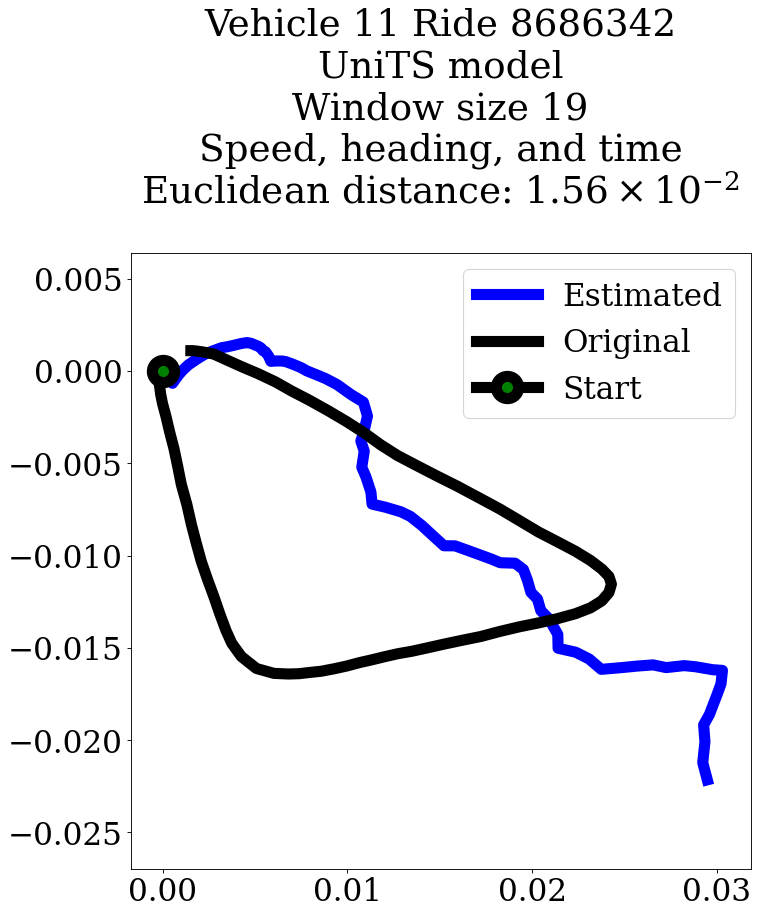 Vehicle 11 Ride 8686342
UniTS model
Window size 19
Speed, heading, and time
Euclidean distance: 1.56 × 10⁻²
Estimated
Original
Start
0.005
0.000
−0.005
−0.010
−0.015
−0.020
−0.025
0.00 0.01 0.02 0.03